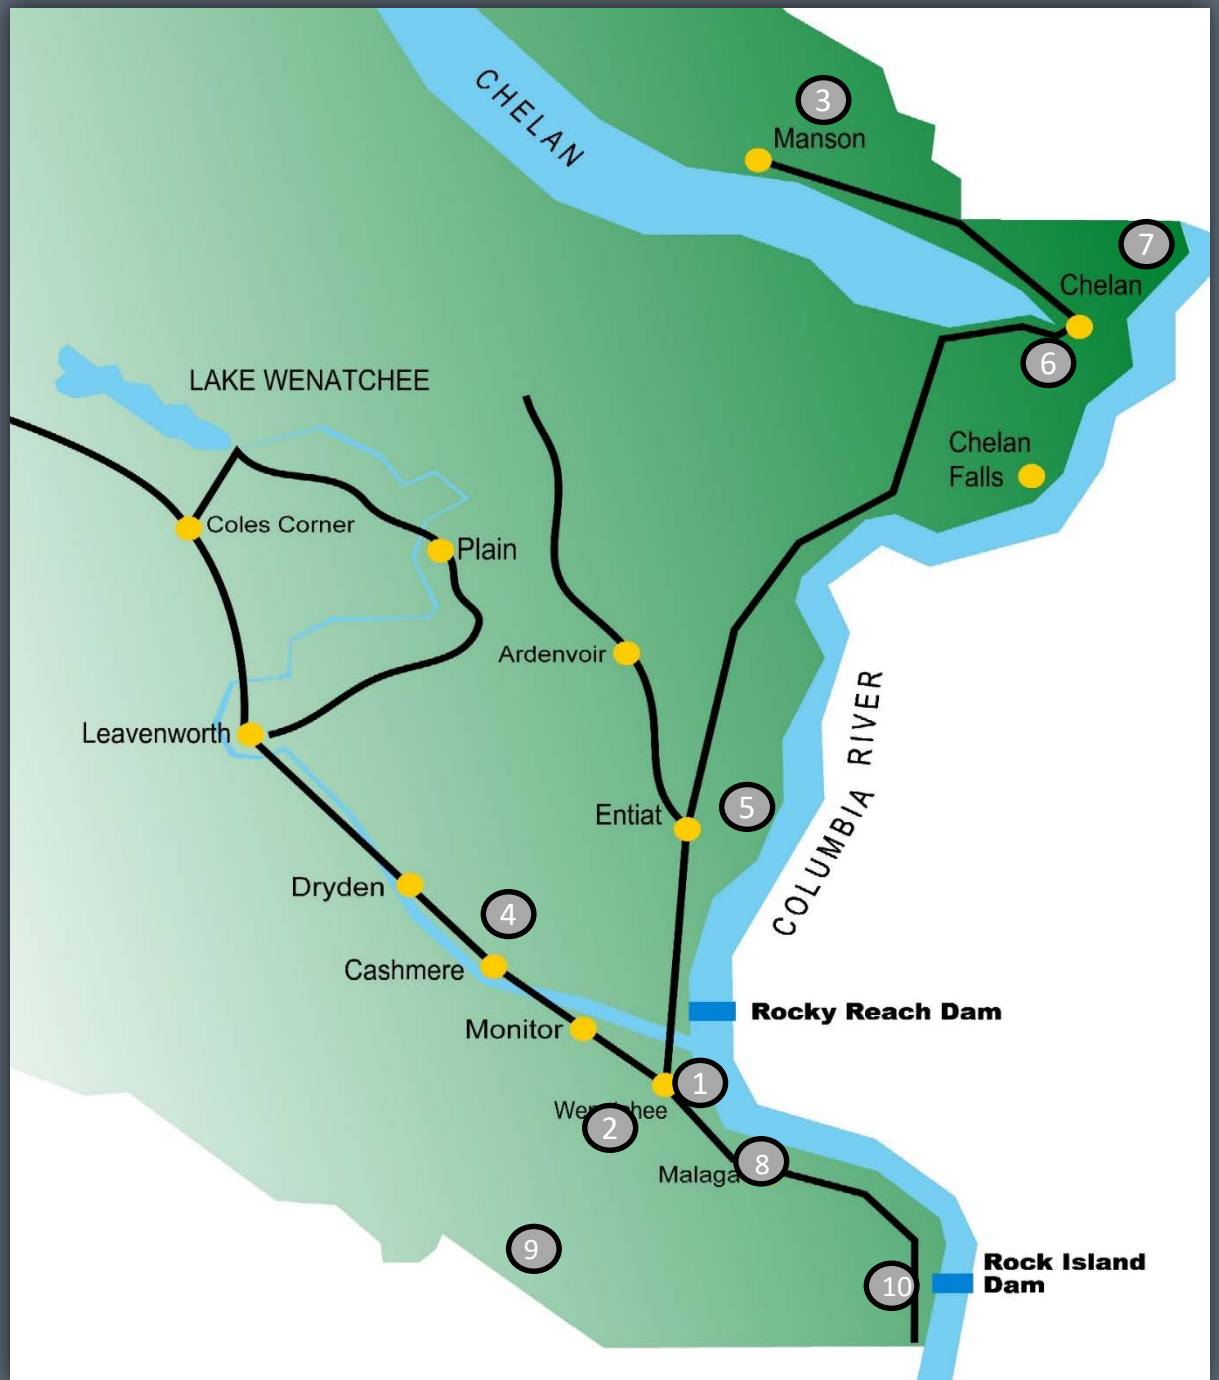 CHELAN
3
Manson
7
Chelan
6
LAKE WENATCHEE
Chelan
Falls
Coles Corner
Plain
Ardenvoir
Leavenworth
COLUMBIA RIVER
Entiat
5
Dryden
4
Cashmere
Rocky Reach Dam
Monitor
1
Wenatchee
2
Malaga
8
9
Rock Island
Dam
10